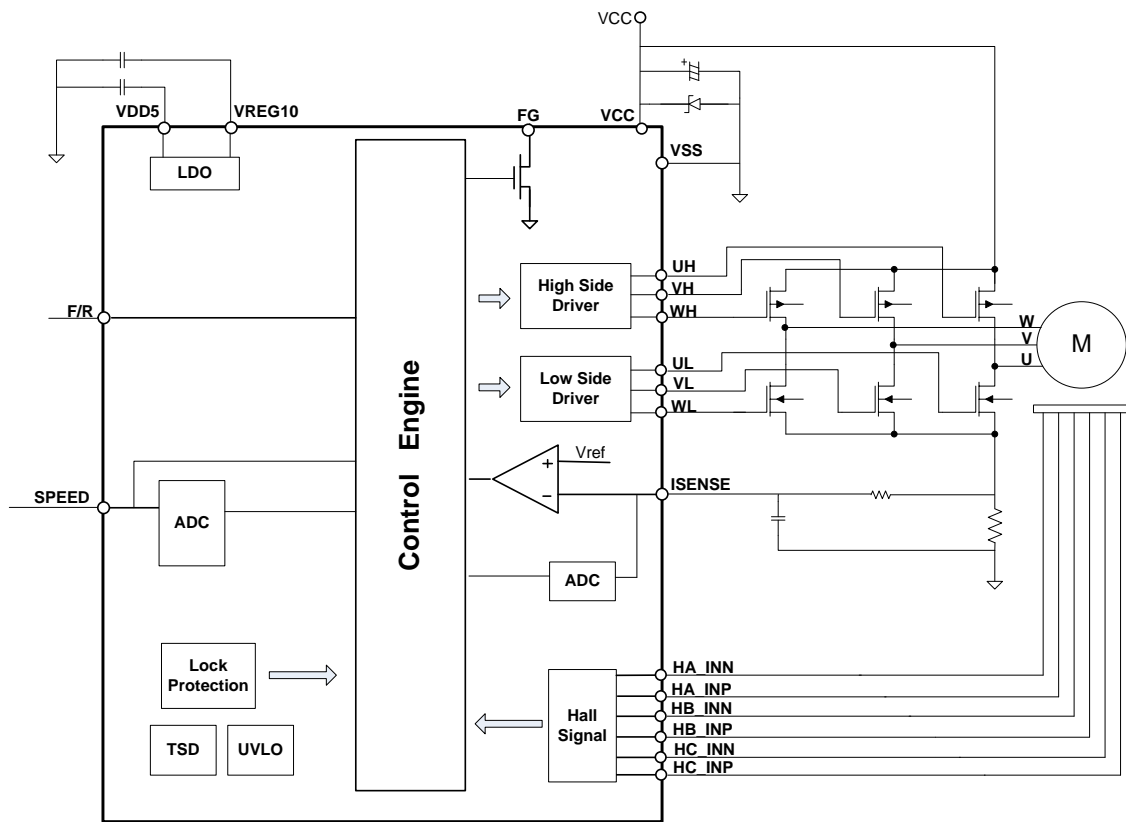 VCC
VDD5
VREG10
FG
VCC
VSS
LDO
F/R
SPEED
ADC
Control Engine
High Side
Driver
UH
VH
WH
Low Side
Driver
UL
VL
WL
W
V
U
M
+
Vref
+
−
ISENSE
ADC
Lock
Protection
TSD
UVLO
Hall
Signal
HA_INN
HA_INP
HB_INN
HB_INP
HC_INN
HC_INP